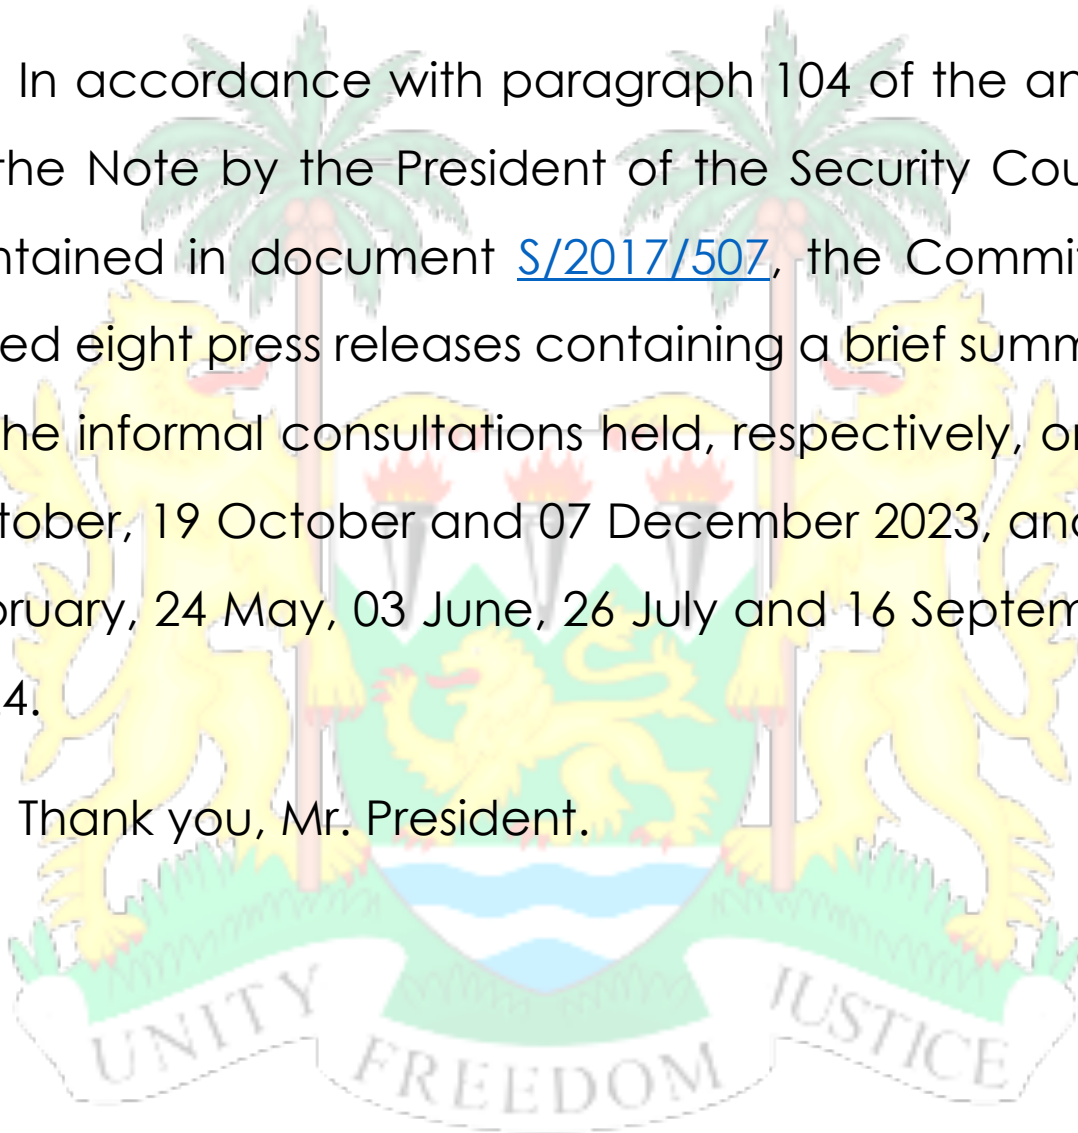 In accordance with paragraph 104 of the an
the Note by the President of the Security Cou
ntained in document S/2017/507, the Commi
ed eight press releases containing a brief summ
he informal consultations held, respectively, or
tober, 19 October and 07 December 2023, and
bruary, 24 May, 03 June, 26 July and 16 Septem
4.
Thank you, Mr. President.
UNITY FREEDOM JUSTICE